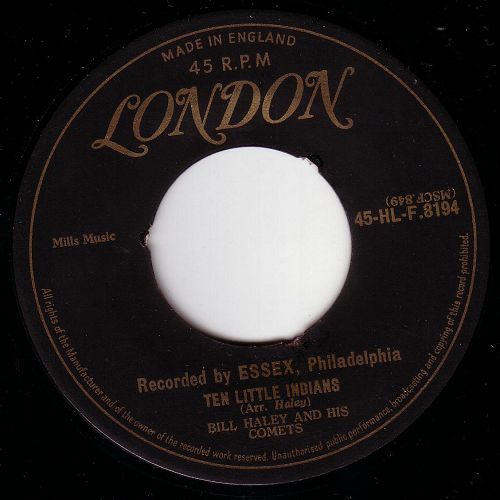 MADE IN ENGLAND
45 R.P.M
LONDON
(MSCF.849)
45-HL-F.8194
Mills Music
Recorded by ESSEX, Philadelphia
TEN LITTLE INDIANS
(Arr. Haley)
BILL HALEY AND HIS
COMETS
All rights of the Manufacturer and of the owner of the recorded work reserved. Unauthorised public performance, broadcasting and copying of this record prohibited.